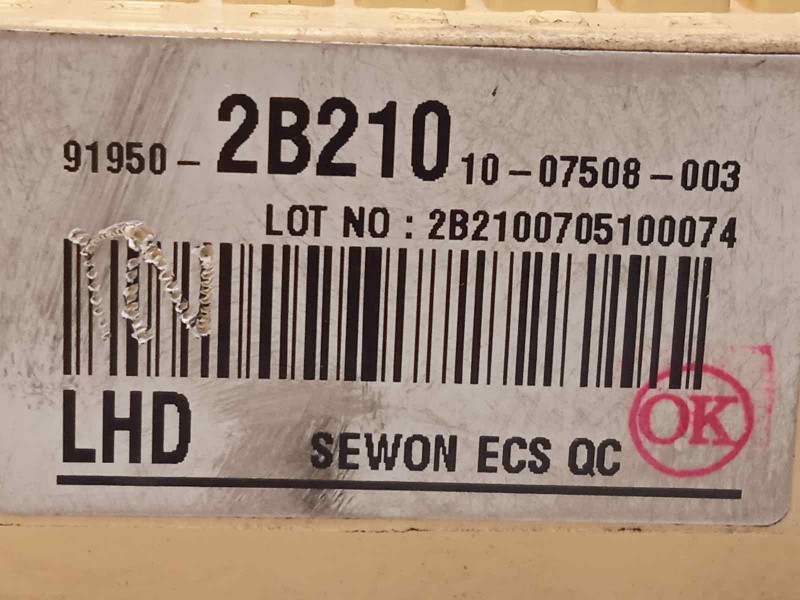 91950-2B210 10-07508-003
LOT NO : 2B2100705100074
LHD SEWON ECS QC OK